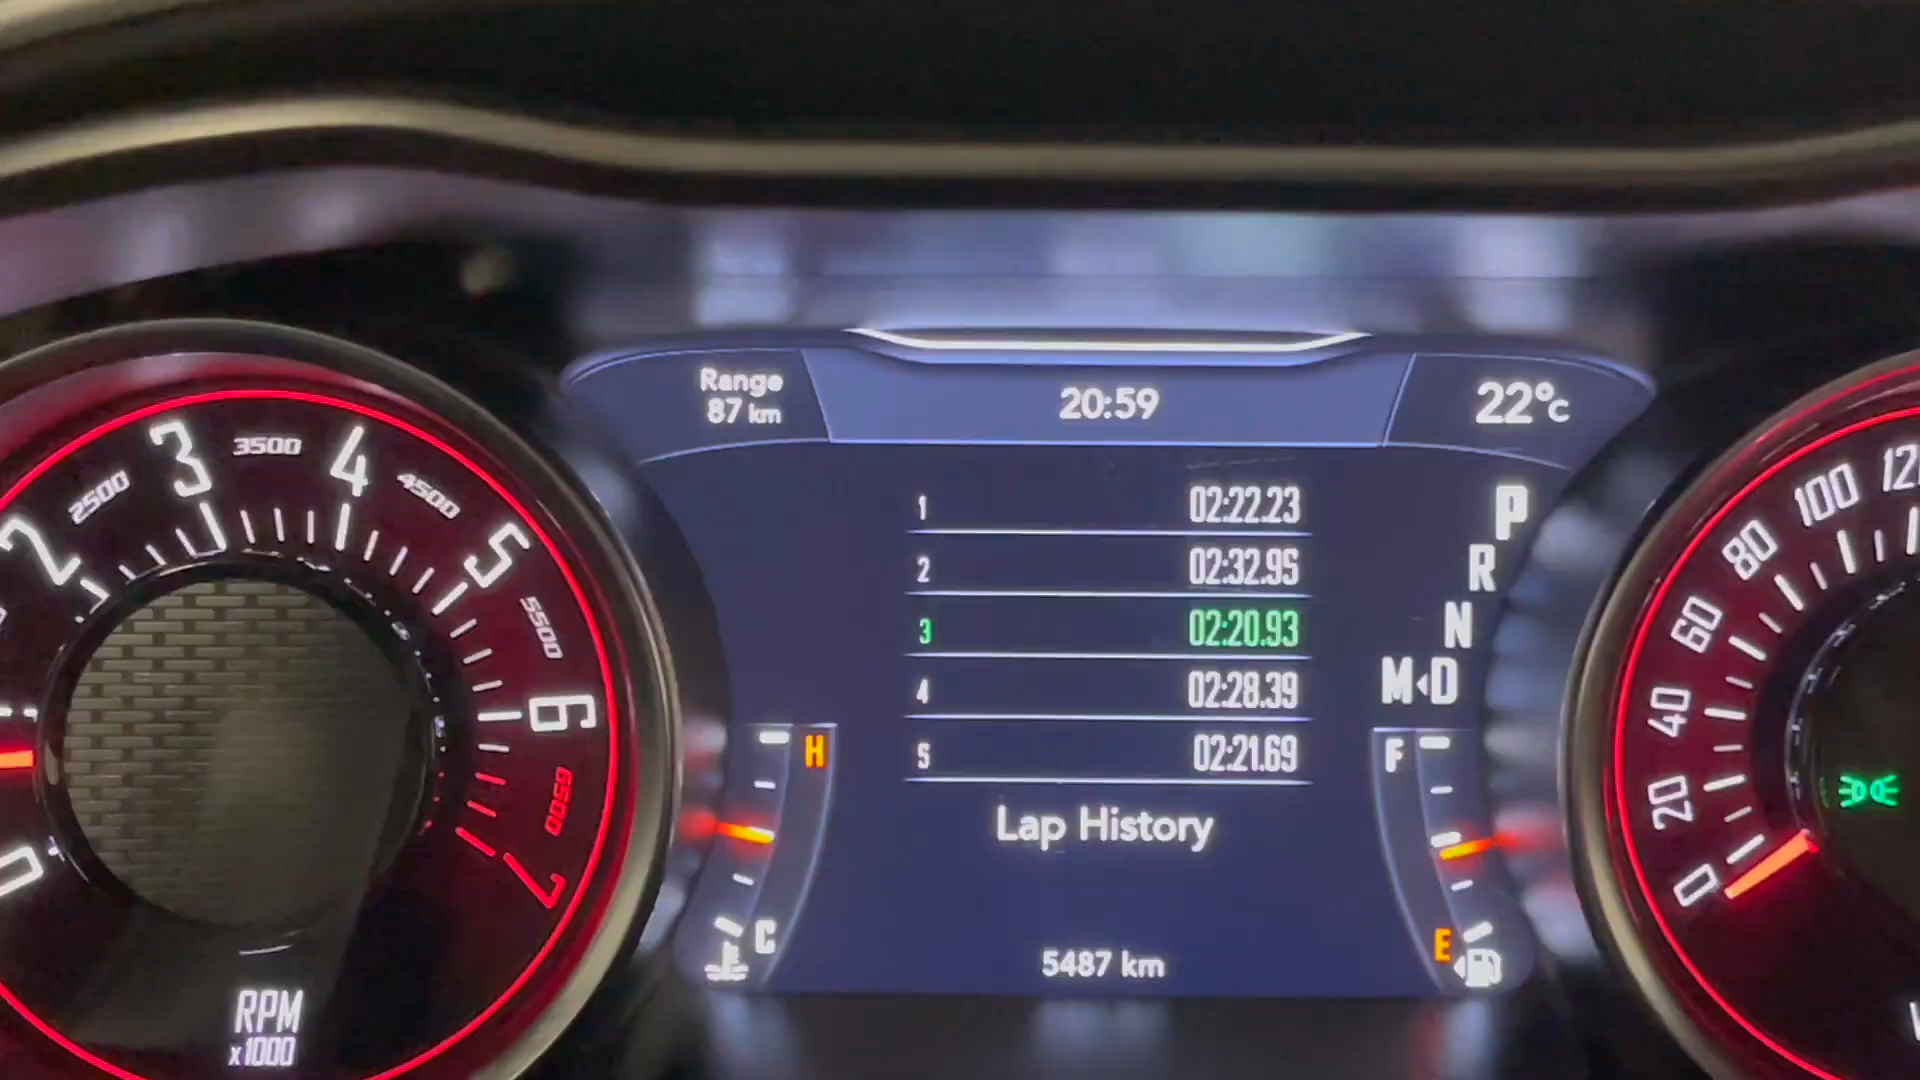 Range
87 km
20:59
22°C
1 02:22.23
2 02:32.95
3 02:20.93
4 02:28.39
5 02:21.69
Lap History
5487 km
P
R
N
M D
H
C
F
E
0
2
2500
3
3500
4
4500
5
5500
6
6500
7
RPM
x1000
0
20
40
60
80
100